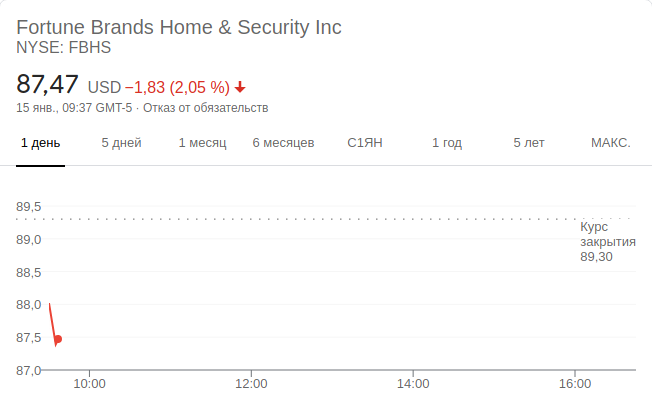 Fortune Brands Home & Security Inc
NYSE: FBHS
87,47 USD −1,83 (2,05 %)
15 янв., 09:37 GMT-5 · Отказ от обязательств
1 день 5 дней 1 месяц 6 месяцев С1ЯН 1 год 5 лет МАКС.
89,5
Курс
закрытия
89,30
89,0
88,5
88,0
87,5
87,0
10:00 12:00 14:00 16:00